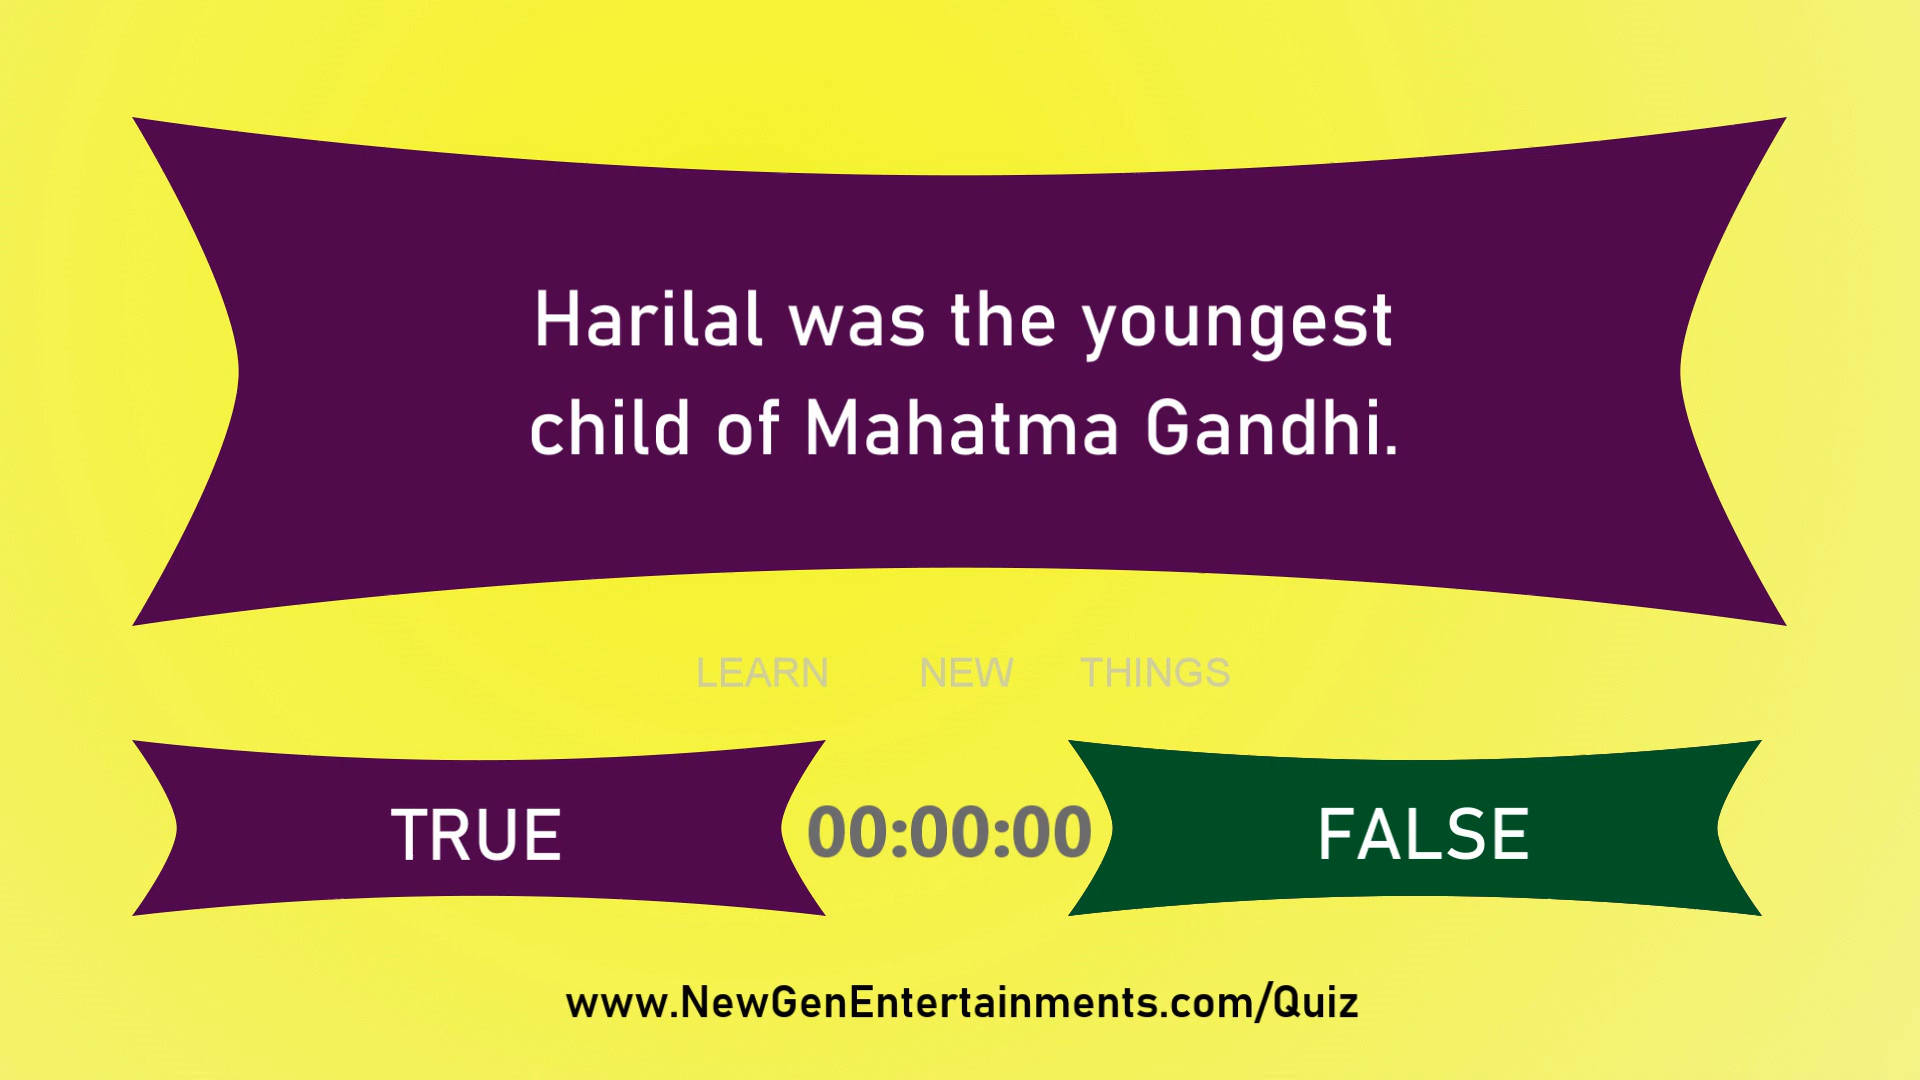 Harilal was the youngest
child of Mahatma Gandhi.
LEARN NEW THINGS
TRUE 00:00:00 FALSE
www.NewGenEntertainments.com/Quiz